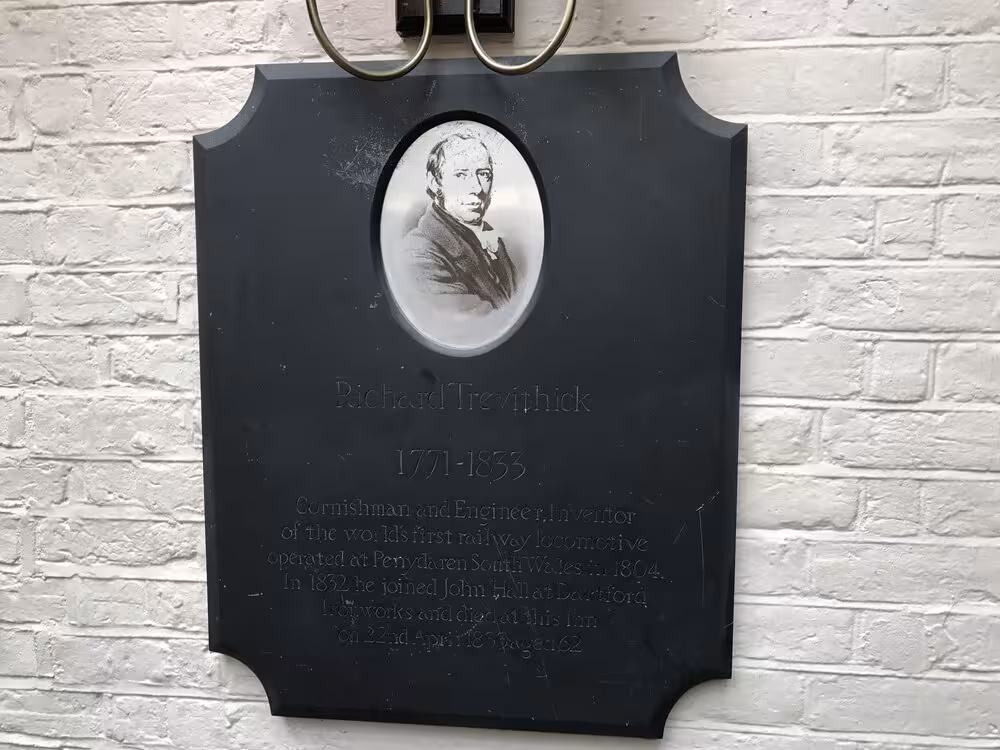 Richard Trevithick
1771-1833
Cornishman and Engineer, Inventor
of the world's first railway locomotive
operated at Penydaren South Wales in 1804.
In 1832 he joined John Hall at Dartford
Ironworks and died at this Inn
on 22nd April 1833 aged 62